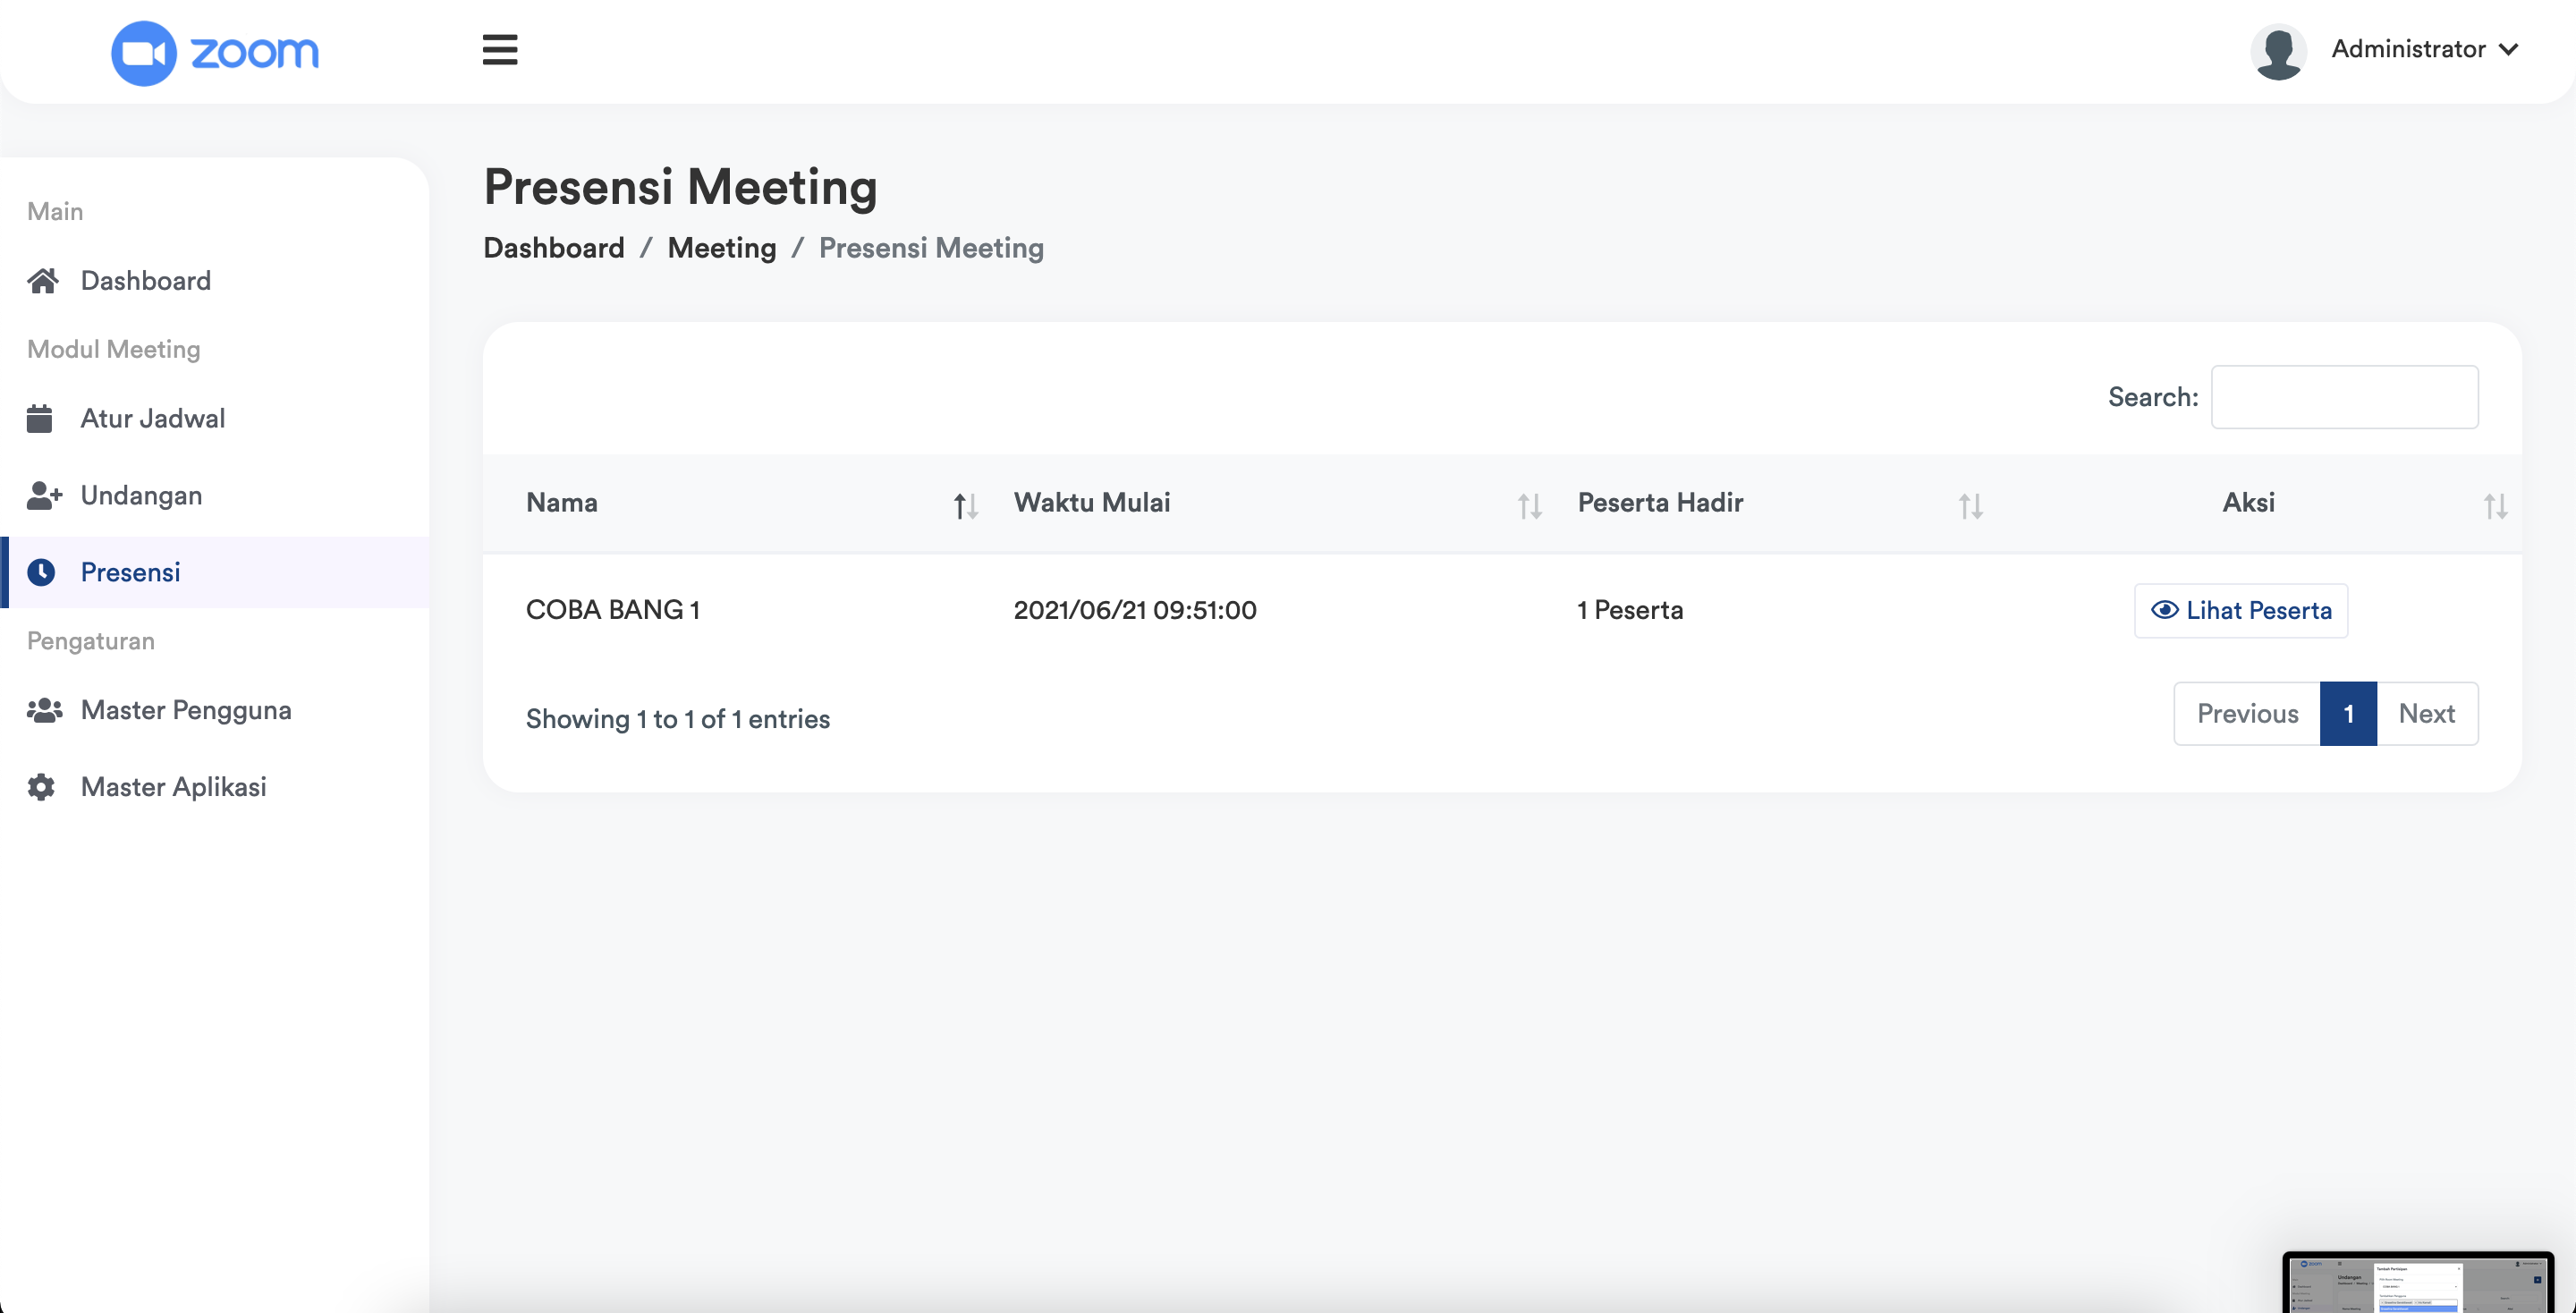 zoom
Administrator
Presensi Meeting
Dashboard / Meeting / Presensi Meeting
Main
Dashboard
Modul Meeting
Atur Jadwal
Undangan
Presensi
Pengaturan
Master Pengguna
Master Aplikasi
Search:
Nama Waktu Mulai Peserta Hadir Aksi
COBA BANG 1 2021/06/21 09:51:00 1 Peserta Lihat Peserta
Showing 1 to 1 of 1 entries
Previous 1 Next